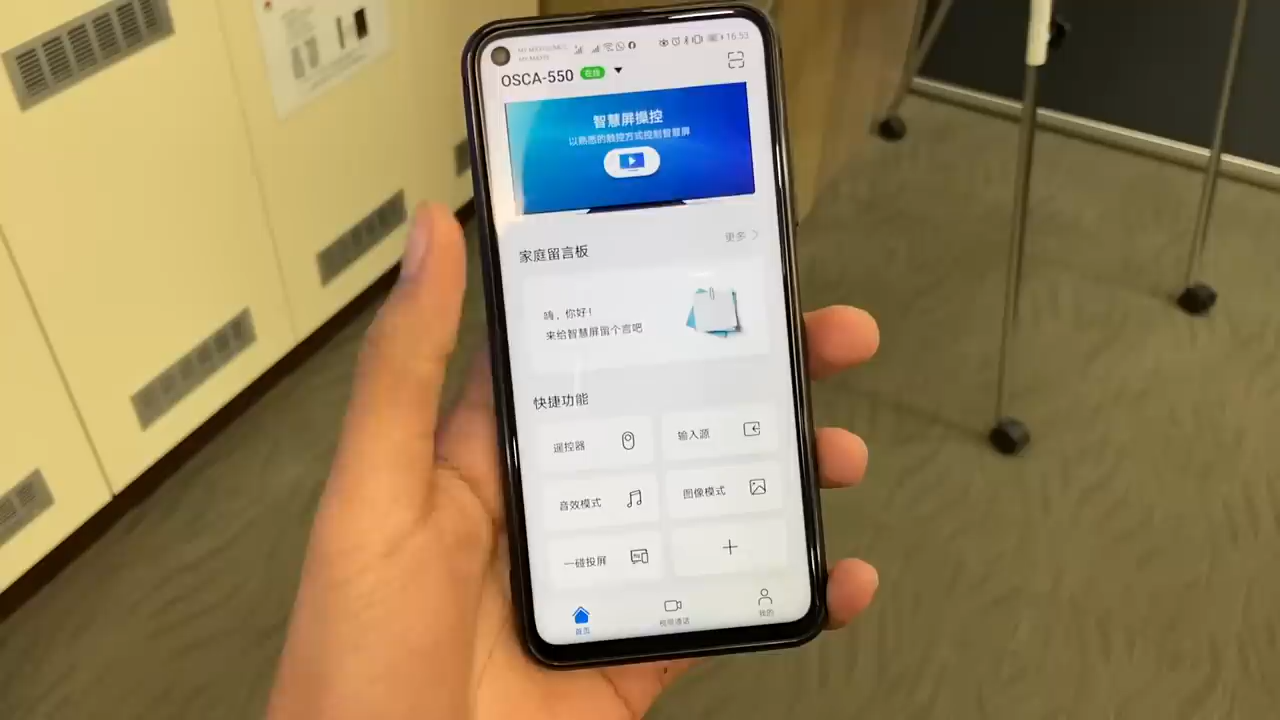 16:53
OSCA-550 在线
智慧屏操控
以熟悉的触控方式控制智慧屏
家庭留言板
更多
嗨，你好！
来给智慧屏留个言吧
快捷功能
遥控器
输入源
音效模式
图像模式
一碰投屏
首页
视频通话
我的